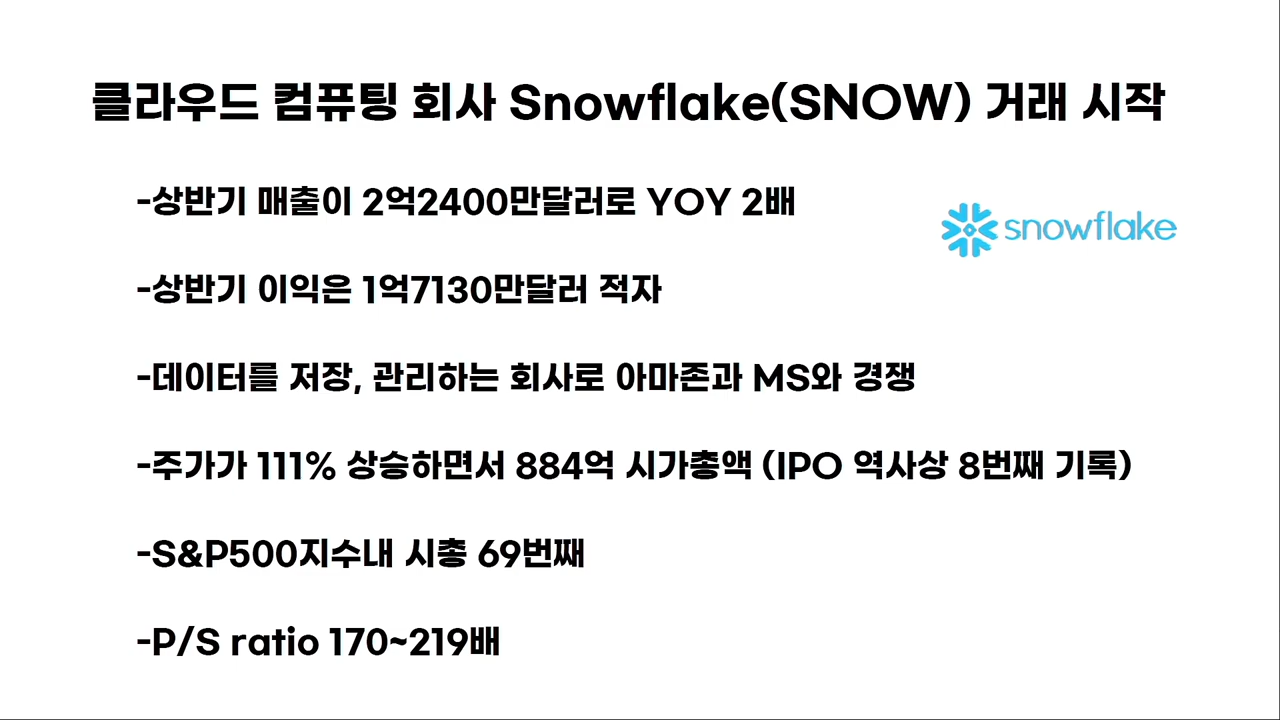 클라우드 컴퓨팅 회사 Snowflake(SNOW) 거래 시작
-상반기 매출이 2억2400만달러로 YOY 2배
snowflake
-상반기 이익은 1억7130만달러 적자
-데이터를 저장, 관리하는 회사로 아마존과 MS와 경쟁
-주가가 111% 상승하면서 884억 시가총액 (IPO 역사상 8번째 기록)
-S&P500지수내 시총 69번째
-P/S ratio 170~219배